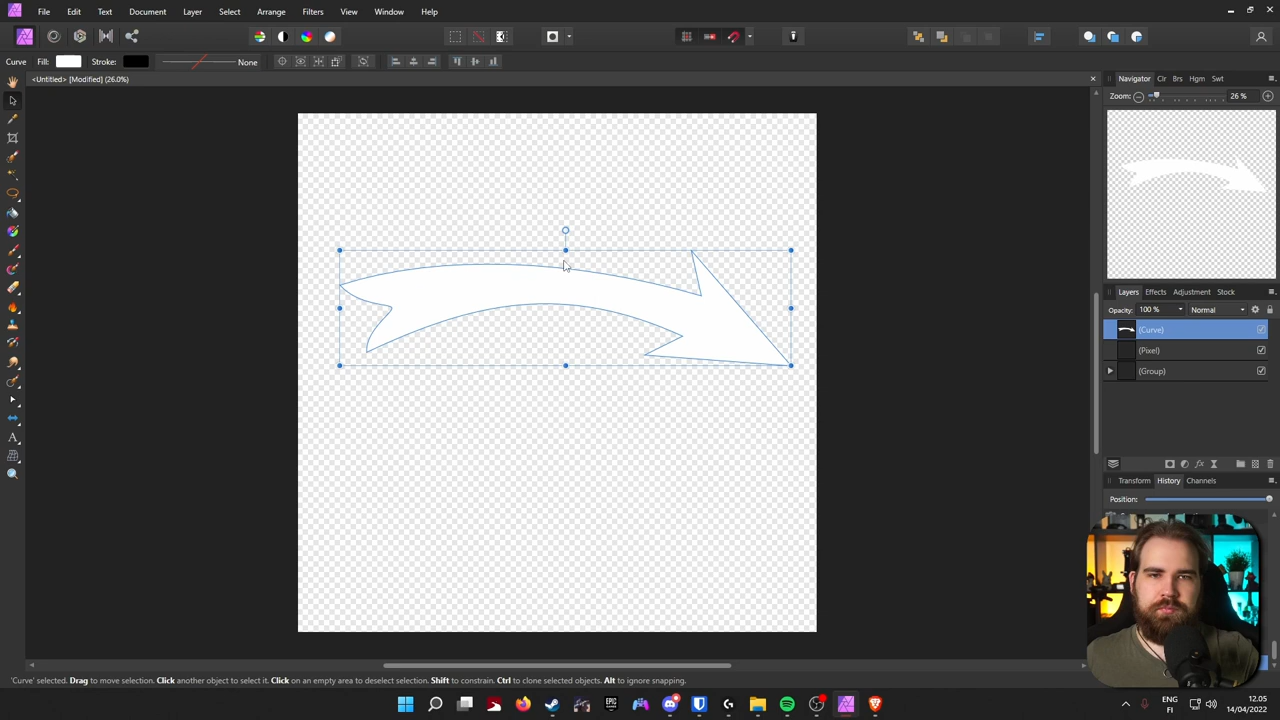 File Edit Text Document Layer Select Arrange Filters View Window Help
Curve Fill: Stroke: None
<Untitled> [Modified] (26.0%)
Navigator Clr Brs Hgm Swt
Zoom: 26 %
Layers Effects Adjustment Stock
Opacity: 100 % Normal
(Curve)
(Pixel)
(Group)
Transform History Channels
Position:
'Curve' selected. Drag to move selection. Click another object to select it. Click on an empty area to deselect selection. Shift to constrain. Ctrl to clone selected objects. Alt to ignore snapping.
EPIC
ENG
FI
12.05
14/04/2022